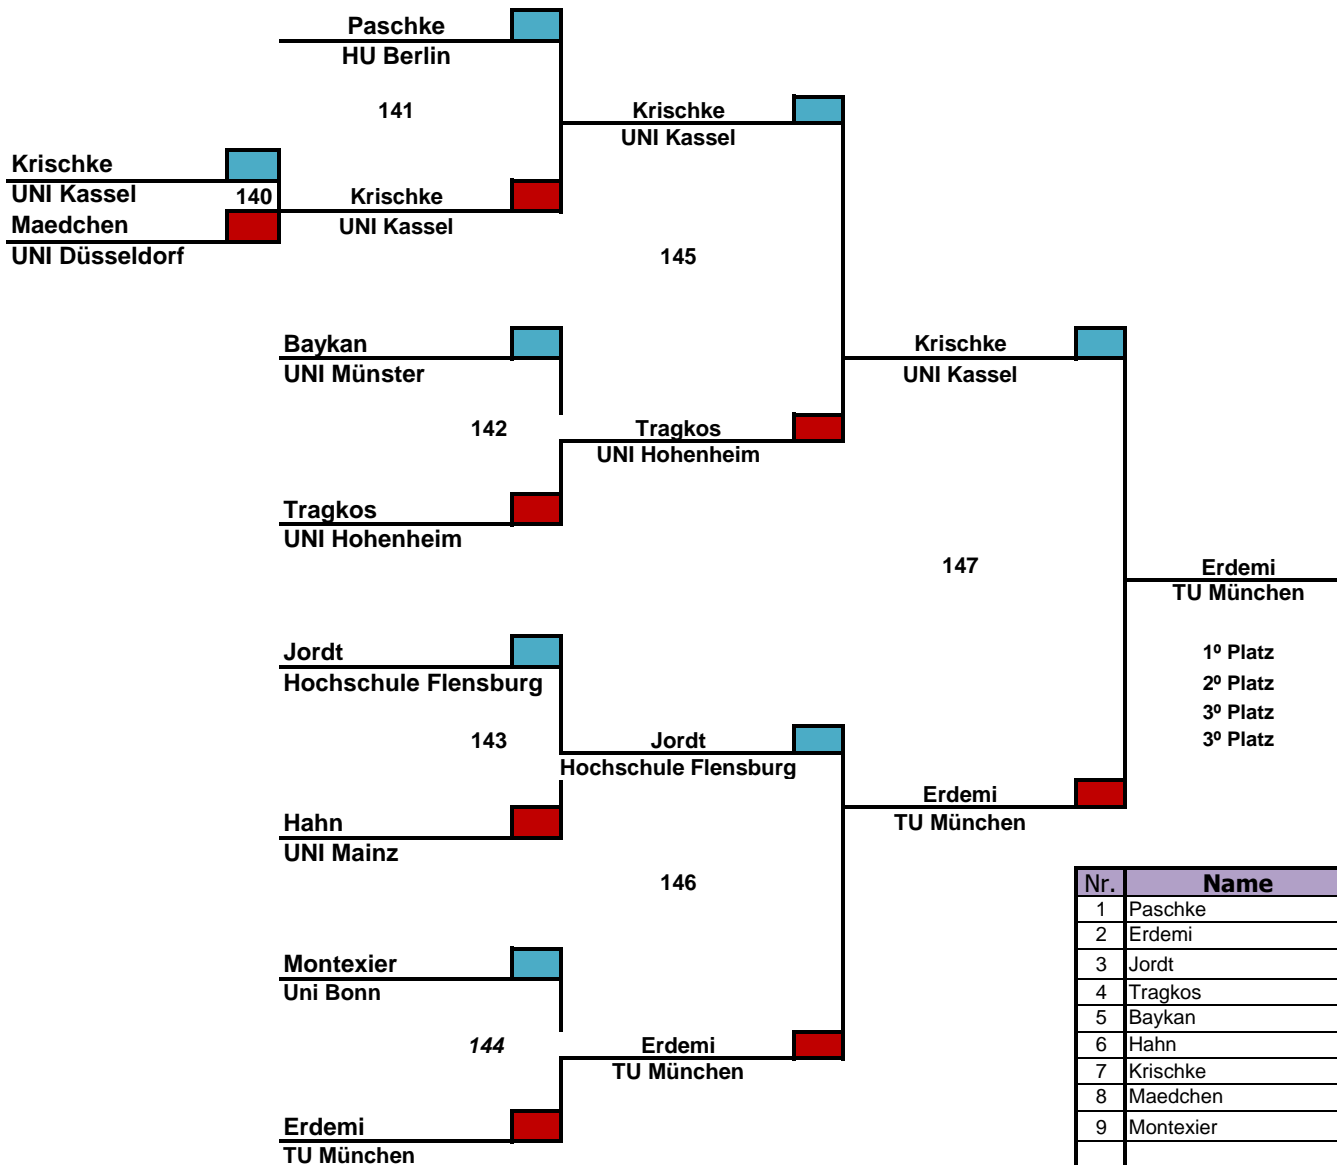 Paschke
HU Berlin
141
Krischke
UNI Kassel
Krischke
UNI Kassel
140
Maedchen
UNI Düsseldorf
Krischke
UNI Kassel
145
Baykan
UNI Münster
142
Tragkos
UNI Hohenheim
Tragkos
UNI Hohenheim
Krischke
UNI Kassel
147
Erdemi
TU München
1º Platz
2º Platz
3º Platz
3º Platz
Jordt
Hochschule Flensburg
143
Jordt
Hochschule Flensburg
Hahn
UNI Mainz
146
Erdemi
TU München
Montexier
Uni Bonn
144
Erdemi
TU München
Erdemi
TU München
Nr. Name
1 Paschke
2 Erdemi
3 Jordt
4 Tragkos
5 Baykan
6 Hahn
7 Krischke
8 Maedchen
9 Montexier